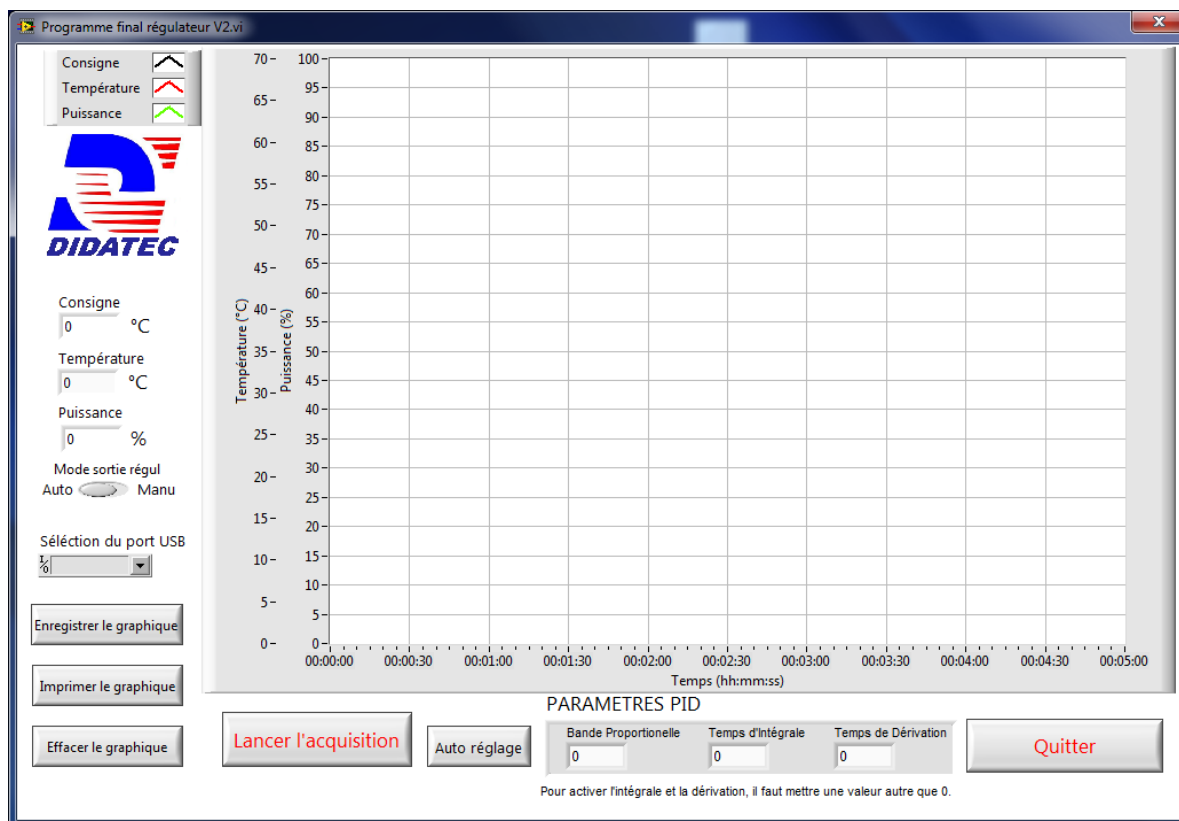 Programme final régulateur V2.vi
x
Consigne
Température
Puissance
DIDATEC
Consigne
0 °C
Température
0 °C
Puissance
0 %
Mode sortie régul
Auto Manu
Séléction du port USB
I/O
Enregistrer le graphique
Imprimer le graphique
Effacer le graphique
Température (°C)
70
65
60
55
50
45
40
35
30
25
20
15
10
5
0
Puissance (%)
100
95
90
85
80
75
70
65
60
55
50
45
40
35
30
25
20
15
10
5
0
00:00:00 00:00:30 00:01:00 00:01:30 00:02:00 00:02:30 00:03:00 00:03:30 00:04:00 00:04:30 00:05:00
Temps (hh:mm:ss)
Lancer l'acquisition
Auto réglage
PARAMETRES PID
Bande Proportionelle Temps d'Intégrale Temps de Dérivation
0 0 0
Quitter
Pour activer l'intégrale et la dérivation, il faut mettre une valeur autre que 0.